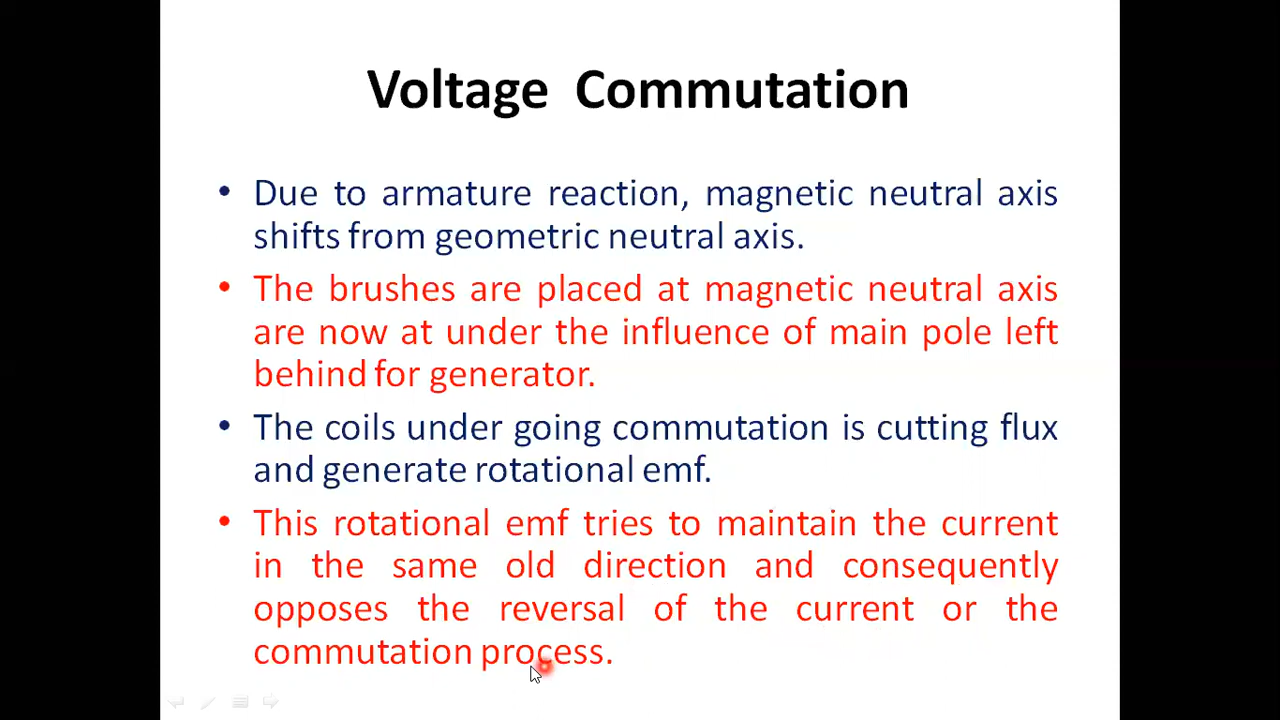 Voltage Commutation
• Due to armature reaction, magnetic neutral axis
shifts from geometric neutral axis.
• The brushes are placed at magnetic neutral axis
are now at under the influence of main pole left
behind for generator.
• The coils under going commutation is cutting flux
and generate rotational emf.
• This rotational emf tries to maintain the current
in the same old direction and consequently
opposes the reversal of the current or the
commutation process.